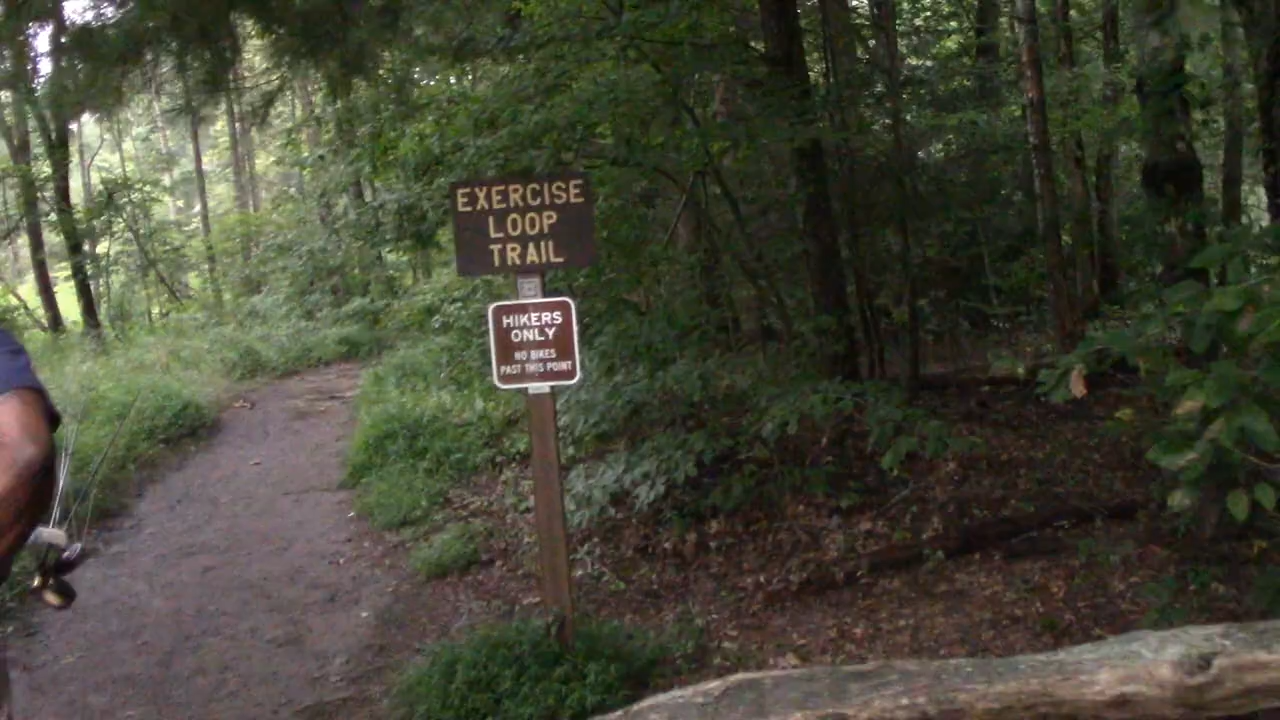 EXERCISE
LOOP
TRAIL
HIKERS
ONLY
NO BIKES
PAST THIS POINT